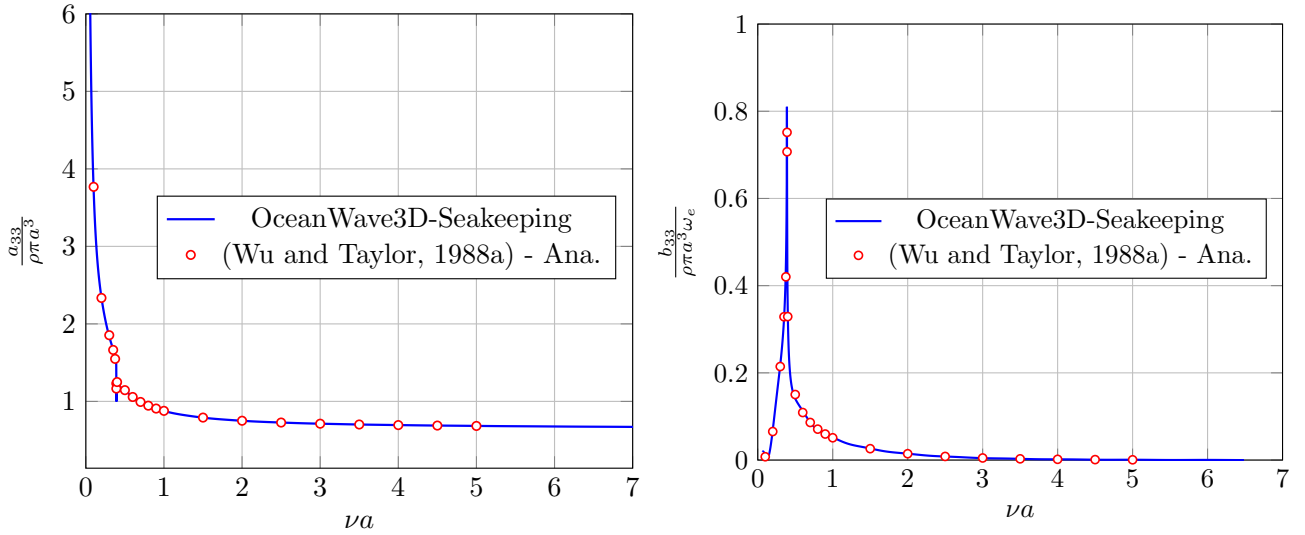 6
5
4
3
2
1
0 1 2 3 4 5 6 7
a33
ρπa³
νa
OceanWave3D-Seakeeping
(Wu and Taylor, 1988a) - Ana.
1
0.8
0.6
0.4
0.2
0
0 1 2 3 4 5 6 7
b33
ρπa³ωe
νa
OceanWave3D-Seakeeping
(Wu and Taylor, 1988a) - Ana.